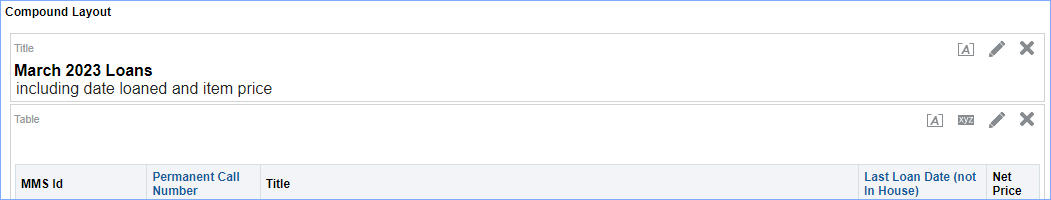 Compound Layout
Title
[A]
March 2023 Loans
including date loaned and item price
Table
[A] xyz
MMS Id
Permanent Call
Number
Title
Last Loan Date (not
In House)
Net
Price